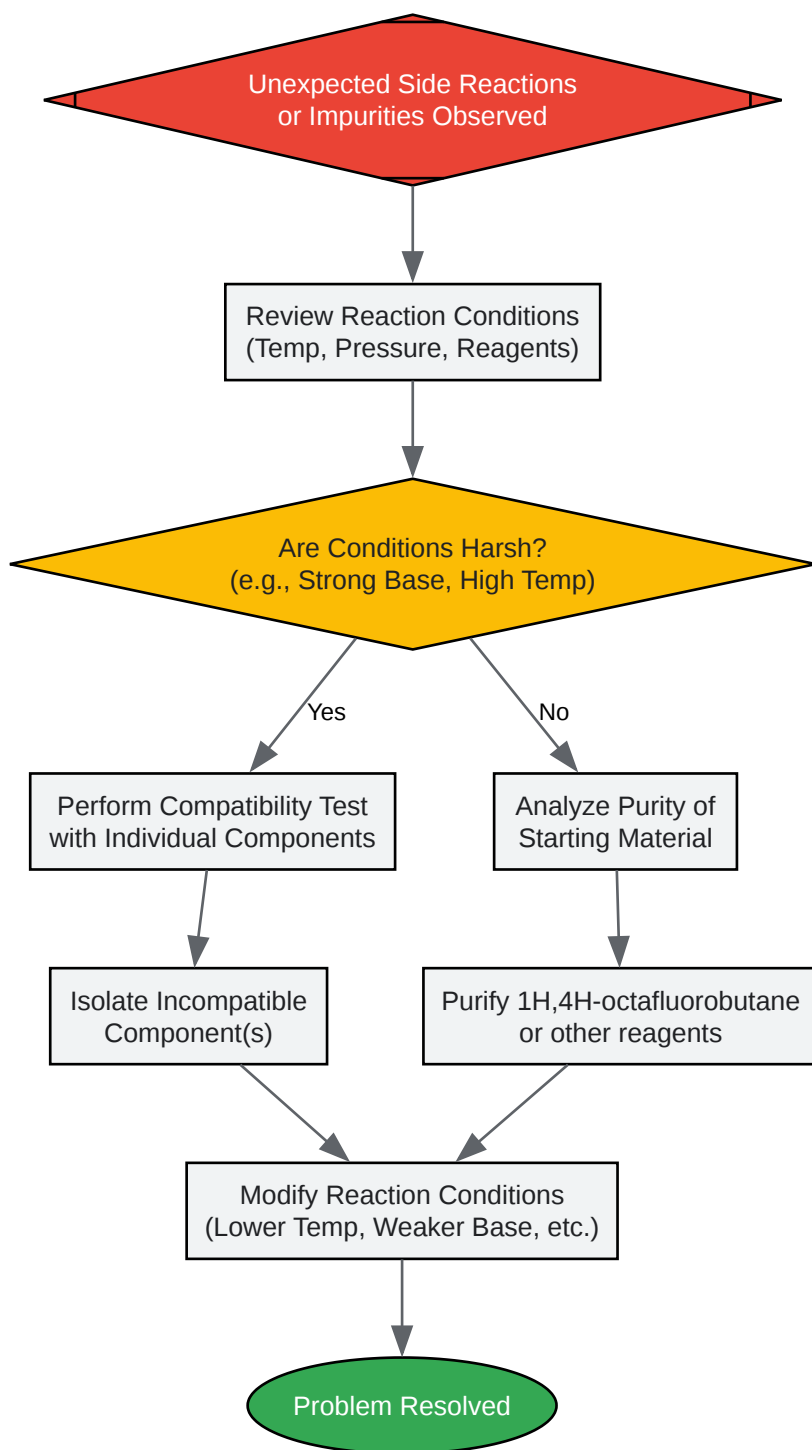 Unexpected Side Reactions
or Impurities Observed
Review Reaction Conditions
(Temp, Pressure, Reagents)
Are Conditions Harsh?
(e.g., Strong Base, High Temp)
Yes
No
Perform Compatibility Test
with Individual Components
Analyze Purity of
Starting Material
Isolate Incompatible
Component(s)
Purify 1H,4H-octafluorobutane
or other reagents
Modify Reaction Conditions
(Lower Temp, Weaker Base, etc.)
Problem Resolved